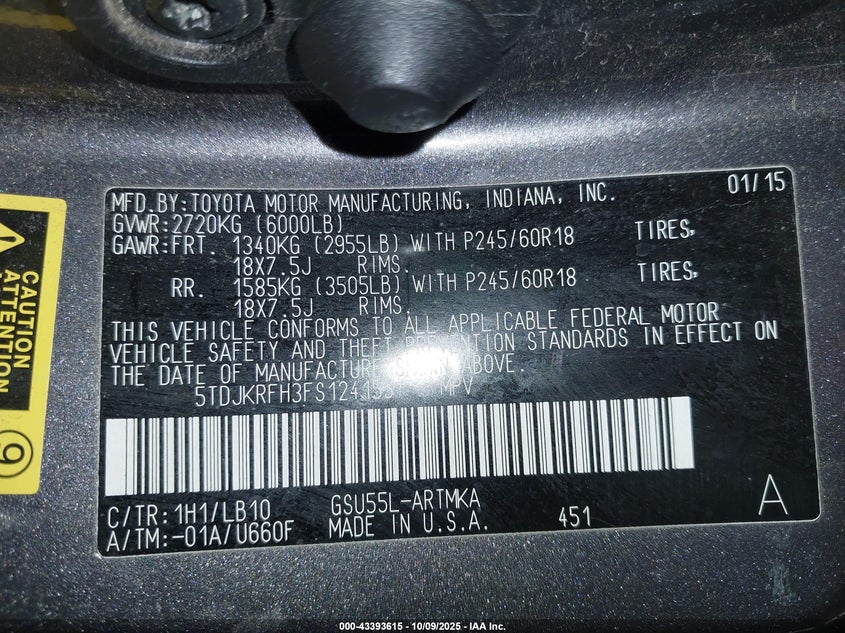 MFD.BY:TOYOTA MOTOR MANUFACTURING, INDIANA, INC. 01/15
GVWR:2720KG (6000LB)
GAWR:FRT. 1340KG (2955LB) WITH P245/60R18 TIRES,
18X7.5J RIMS.
RR. 1585KG (3505LB) WITH P245/60R18 TIRES,
18X7.5J RIMS.
THIS VEHICLE CONFORMS TO ALL APPLICABLE FEDERAL MOTOR
VEHICLE SAFETY AND THEFT PREVENTION STANDARDS IN EFFECT ON
THE DATE OF MANUFACTURE SHOWN ABOVE.
MPV
C/TR:1H1/LB10 GSU55L-ARTMKA A
A/TM:-01A/U660F MADE IN U.S.A. 451
CAUTION
ATTENTION
9
000-43393615 - 10/09/2025 - IAA Inc.